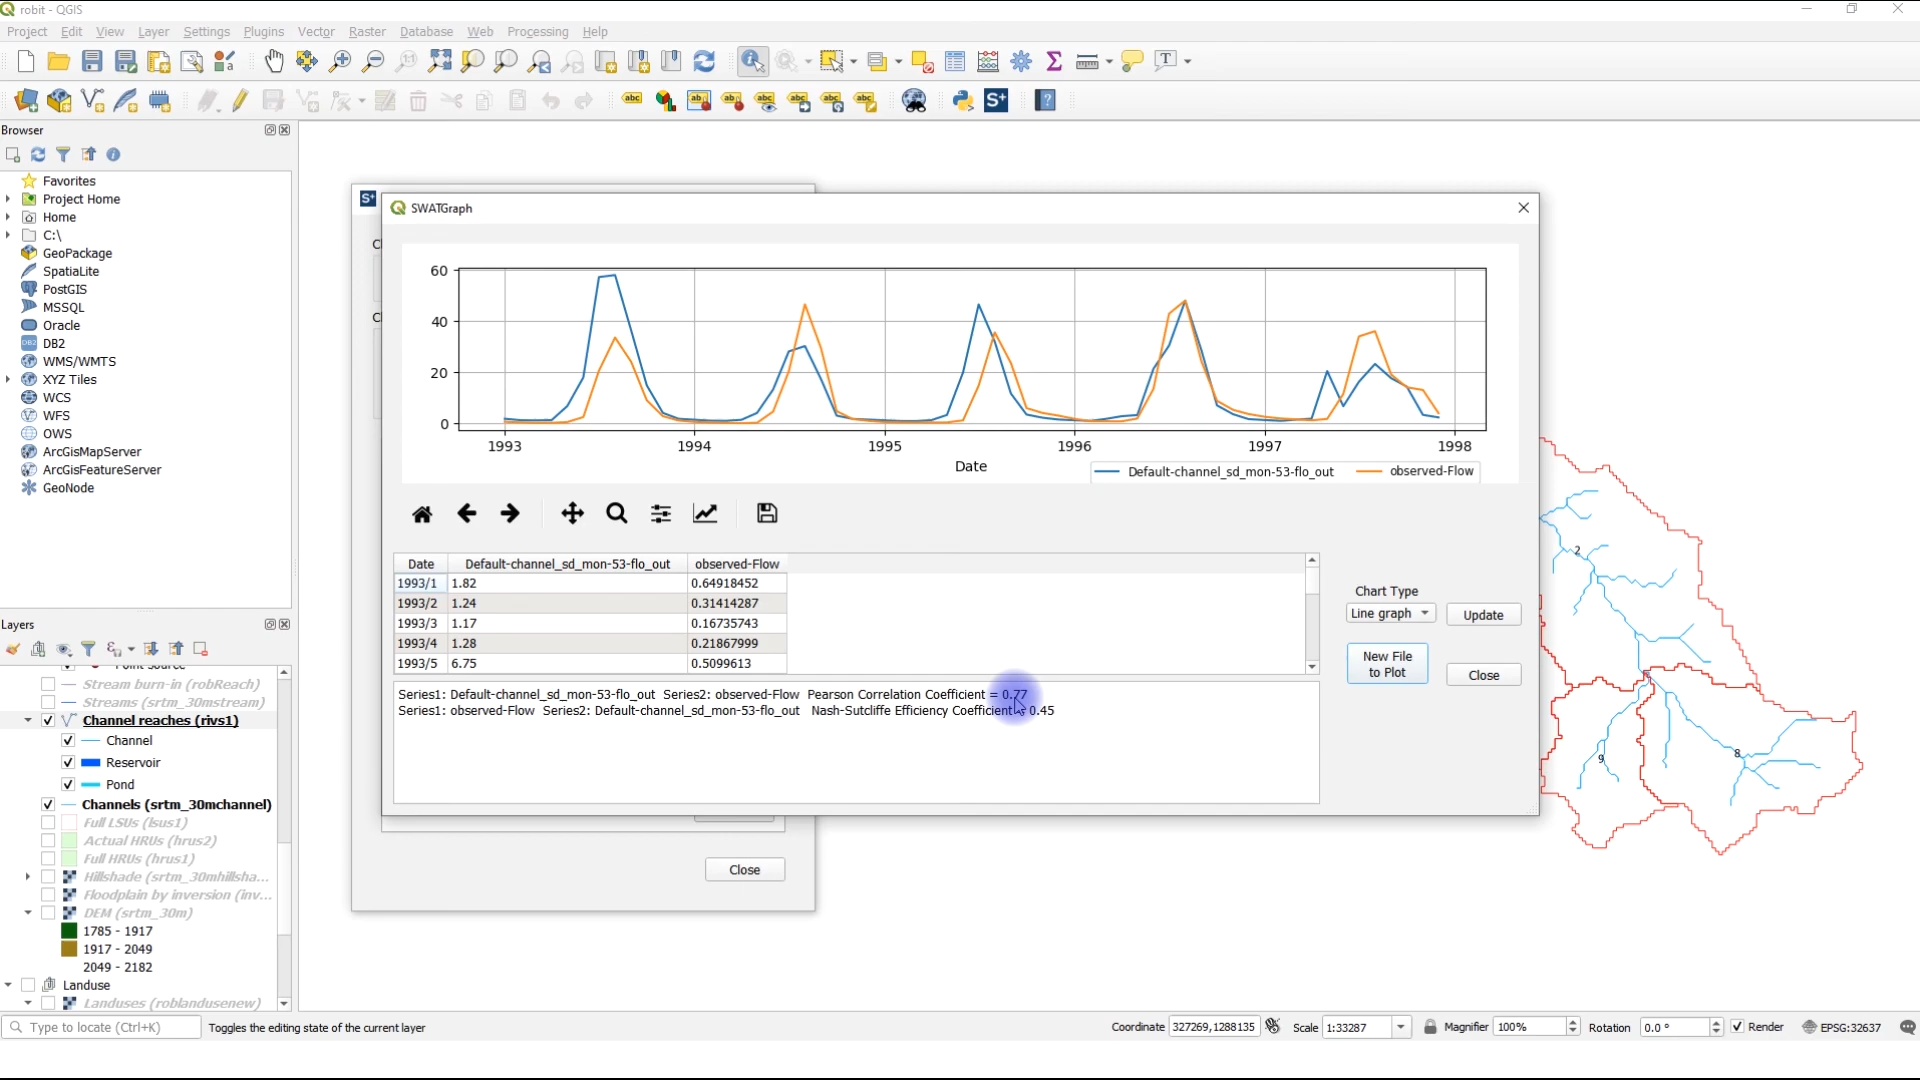 robit - QGIS
Project Edit View Layer Settings Plugins Vector Raster Database Web Processing Help
Browser
Favorites
Project Home
Home
C:\
GeoPackage
SpatiaLite
PostGIS
MSSQL
Oracle
DB2
WMS/WMTS
XYZ Tiles
WCS
WFS
OWS
ArcGisMapServer
ArcGisFeatureServer
GeoNode
Layers
Point source
Stream burn-in (robReach)
Streams (srtm_30mstream)
Channel reaches (rivs1)
Channel
Reservoir
Pond
Channels (srtm_30mchannel)
Full LSUs (lsus1)
Actual HRUs (hrus2)
Full HRUs (hrus1)
Hillshade (srtm_30mhillsha...
Floodplain by inversion (inv...
DEM (srtm_30m)
1785 - 1917
1917 - 2049
2049 - 2182
Landuse
Landuses (roblandusenew)
SWATGraph
60
40
20
0
1993 1994 1995 1996 1997 1998
Date
Default-channel_sd_mon-53-flo_out observed-Flow
Date Default-channel_sd_mon-53-flo_out observed-Flow
1993/1 1.82 0.64918452
1993/2 1.24 0.31414287
1993/3 1.17 0.16735743
1993/4 1.28 0.21867999
1993/5 6.75 0.5099613
Chart Type
Line graph Update
New File
to Plot
Close
Series1: Default-channel_sd_mon-53-flo_out Series2: observed-Flow Pearson Correlation Coefficient = 0.77
Series1: observed-Flow Series2: Default-channel_sd_mon-53-flo_out Nash-Sutcliffe Efficiency Coefficient = 0.45
Close
2
8
9
Type to locate (Ctrl+K) Toggles the editing state of the current layer Coordinate 327269,1288135 Scale 1:33287 Magnifier 100% Rotation 0.0 ° Render EPSG:32637